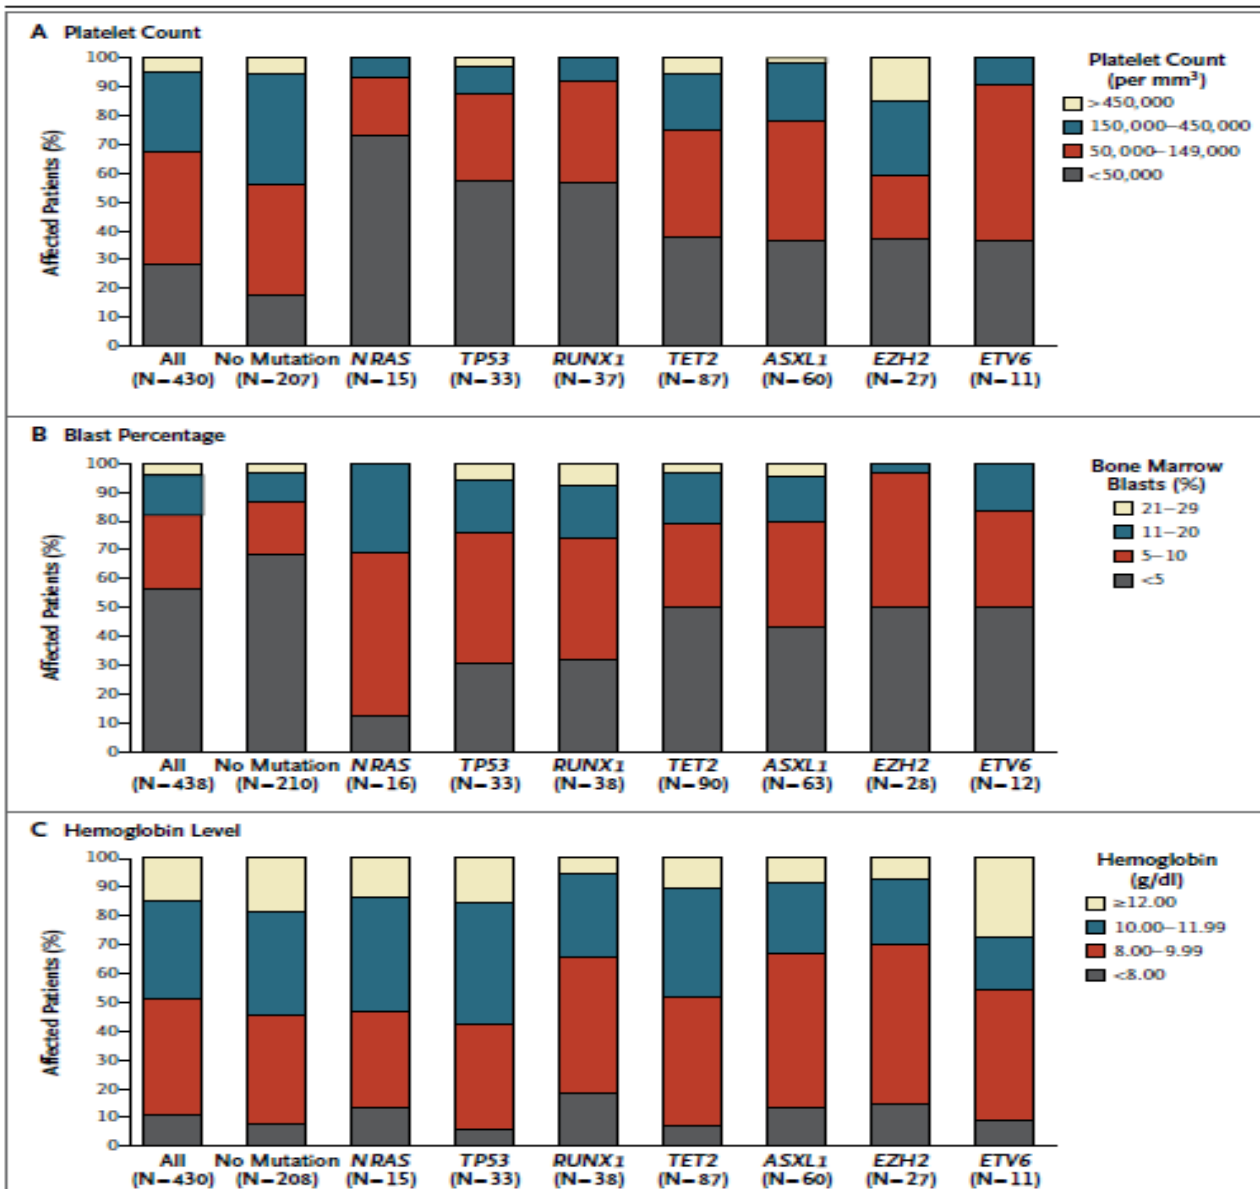 A Platelet Count
Affected Patients (%)
100
90
80
70
60
50
40
30
20
10
0
All
(N=430)
No Mutation
(N=207)
NRAS
(N=15)
TP53
(N=33)
RUNX1
(N=37)
TET2
(N=87)
ASXL1
(N=60)
EZH2
(N=27)
ETV6
(N=11)
Platelet Count
(per mm³)
>450,000
150,000–450,000
50,000–149,000
<50,000
B Blast Percentage
Affected Patients (%)
100
90
80
70
60
50
40
30
20
10
0
All
(N=438)
No Mutation
(N=210)
NRAS
(N=16)
TP53
(N=33)
RUNX1
(N=38)
TET2
(N=90)
ASXL1
(N=63)
EZH2
(N=28)
ETV6
(N=12)
Bone Marrow
Blasts (%)
21–29
11–20
5–10
<5
C Hemoglobin Level
Affected Patients (%)
100
90
80
70
60
50
40
30
20
10
0
All
(N=430)
No Mutation
(N=208)
NRAS
(N=15)
TP53
(N=33)
RUNX1
(N=38)
TET2
(N=87)
ASXL1
(N=60)
EZH2
(N=27)
ETV6
(N=11)
Hemoglobin
(g/dl)
≥12.00
10.00–11.99
8.00–9.99
<8.00